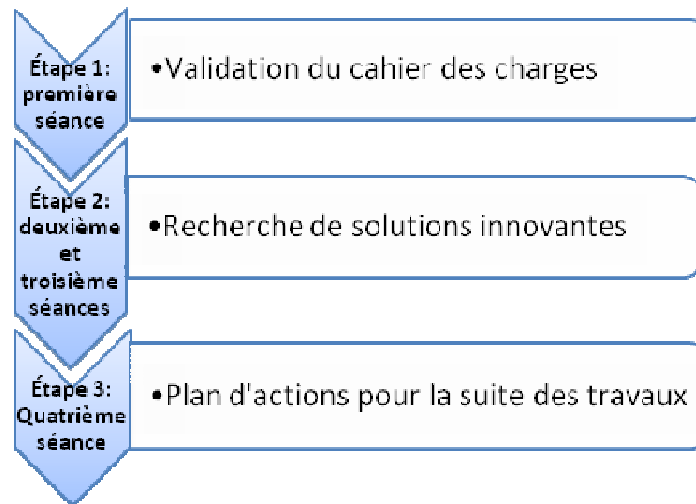 Étape 1:
première
séance
•Validation du cahier des charges
Étape 2:
deuxième
et
troisième
séances
•Recherche de solutions innovantes
Étape 3:
Quatrième
séance
•Plan d'actions pour la suite des travaux